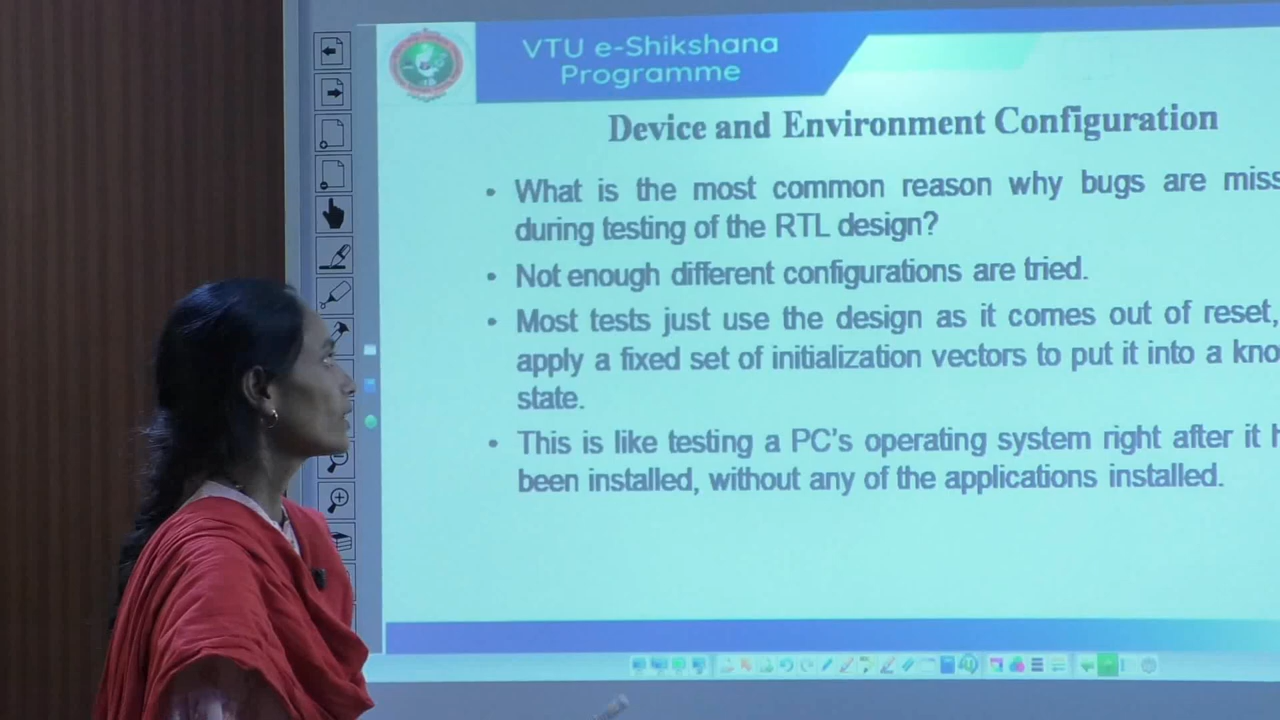 VTU e-Shikshana
Programme
Device and Environment Configuration
• What is the most common reason why bugs are
during testing of the RTL design?
• Not enough different configurations are tried.
• Most tests just use the design as it comes out of reset,
apply a fixed set of initialization vectors to put it into a
state.
• This is like testing a PC's operating system right after it
been installed, without any of the applications installed.